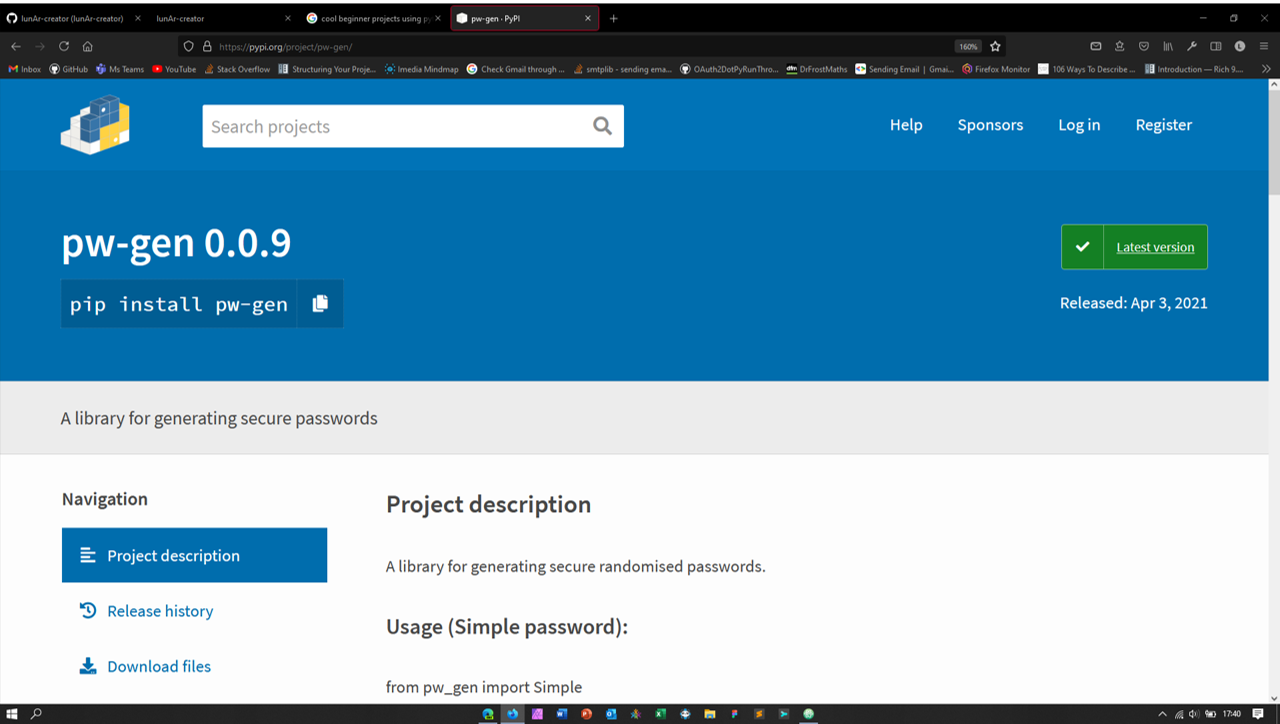 lunAr-creator (lunAr-creator)
lunAr-creator
cool beginner projects using py
pw-gen · PyPI
https://pypi.org/project/pw-gen/
160%
Inbox
GitHub
Ms Teams
YouTube
Stack Overflow
Structuring Your Proje...
Imedia Mindmap
Check Gmail through ...
smtplib - sending ema...
OAuth2DotPyRunThro...
DrFrostMaths
Sending Email | Gmai...
Firefox Monitor
106 Ways To Describe ...
Introduction — Rich 9....
Search projects
Help
Sponsors
Log in
Register
pw-gen 0.0.9
pip install pw-gen
Latest version
Released: Apr 3, 2021
A library for generating secure passwords
Navigation
Project description
Release history
Download files
Project description
A library for generating secure randomised passwords.
Usage (Simple password):
from pw_gen import Simple
17:40